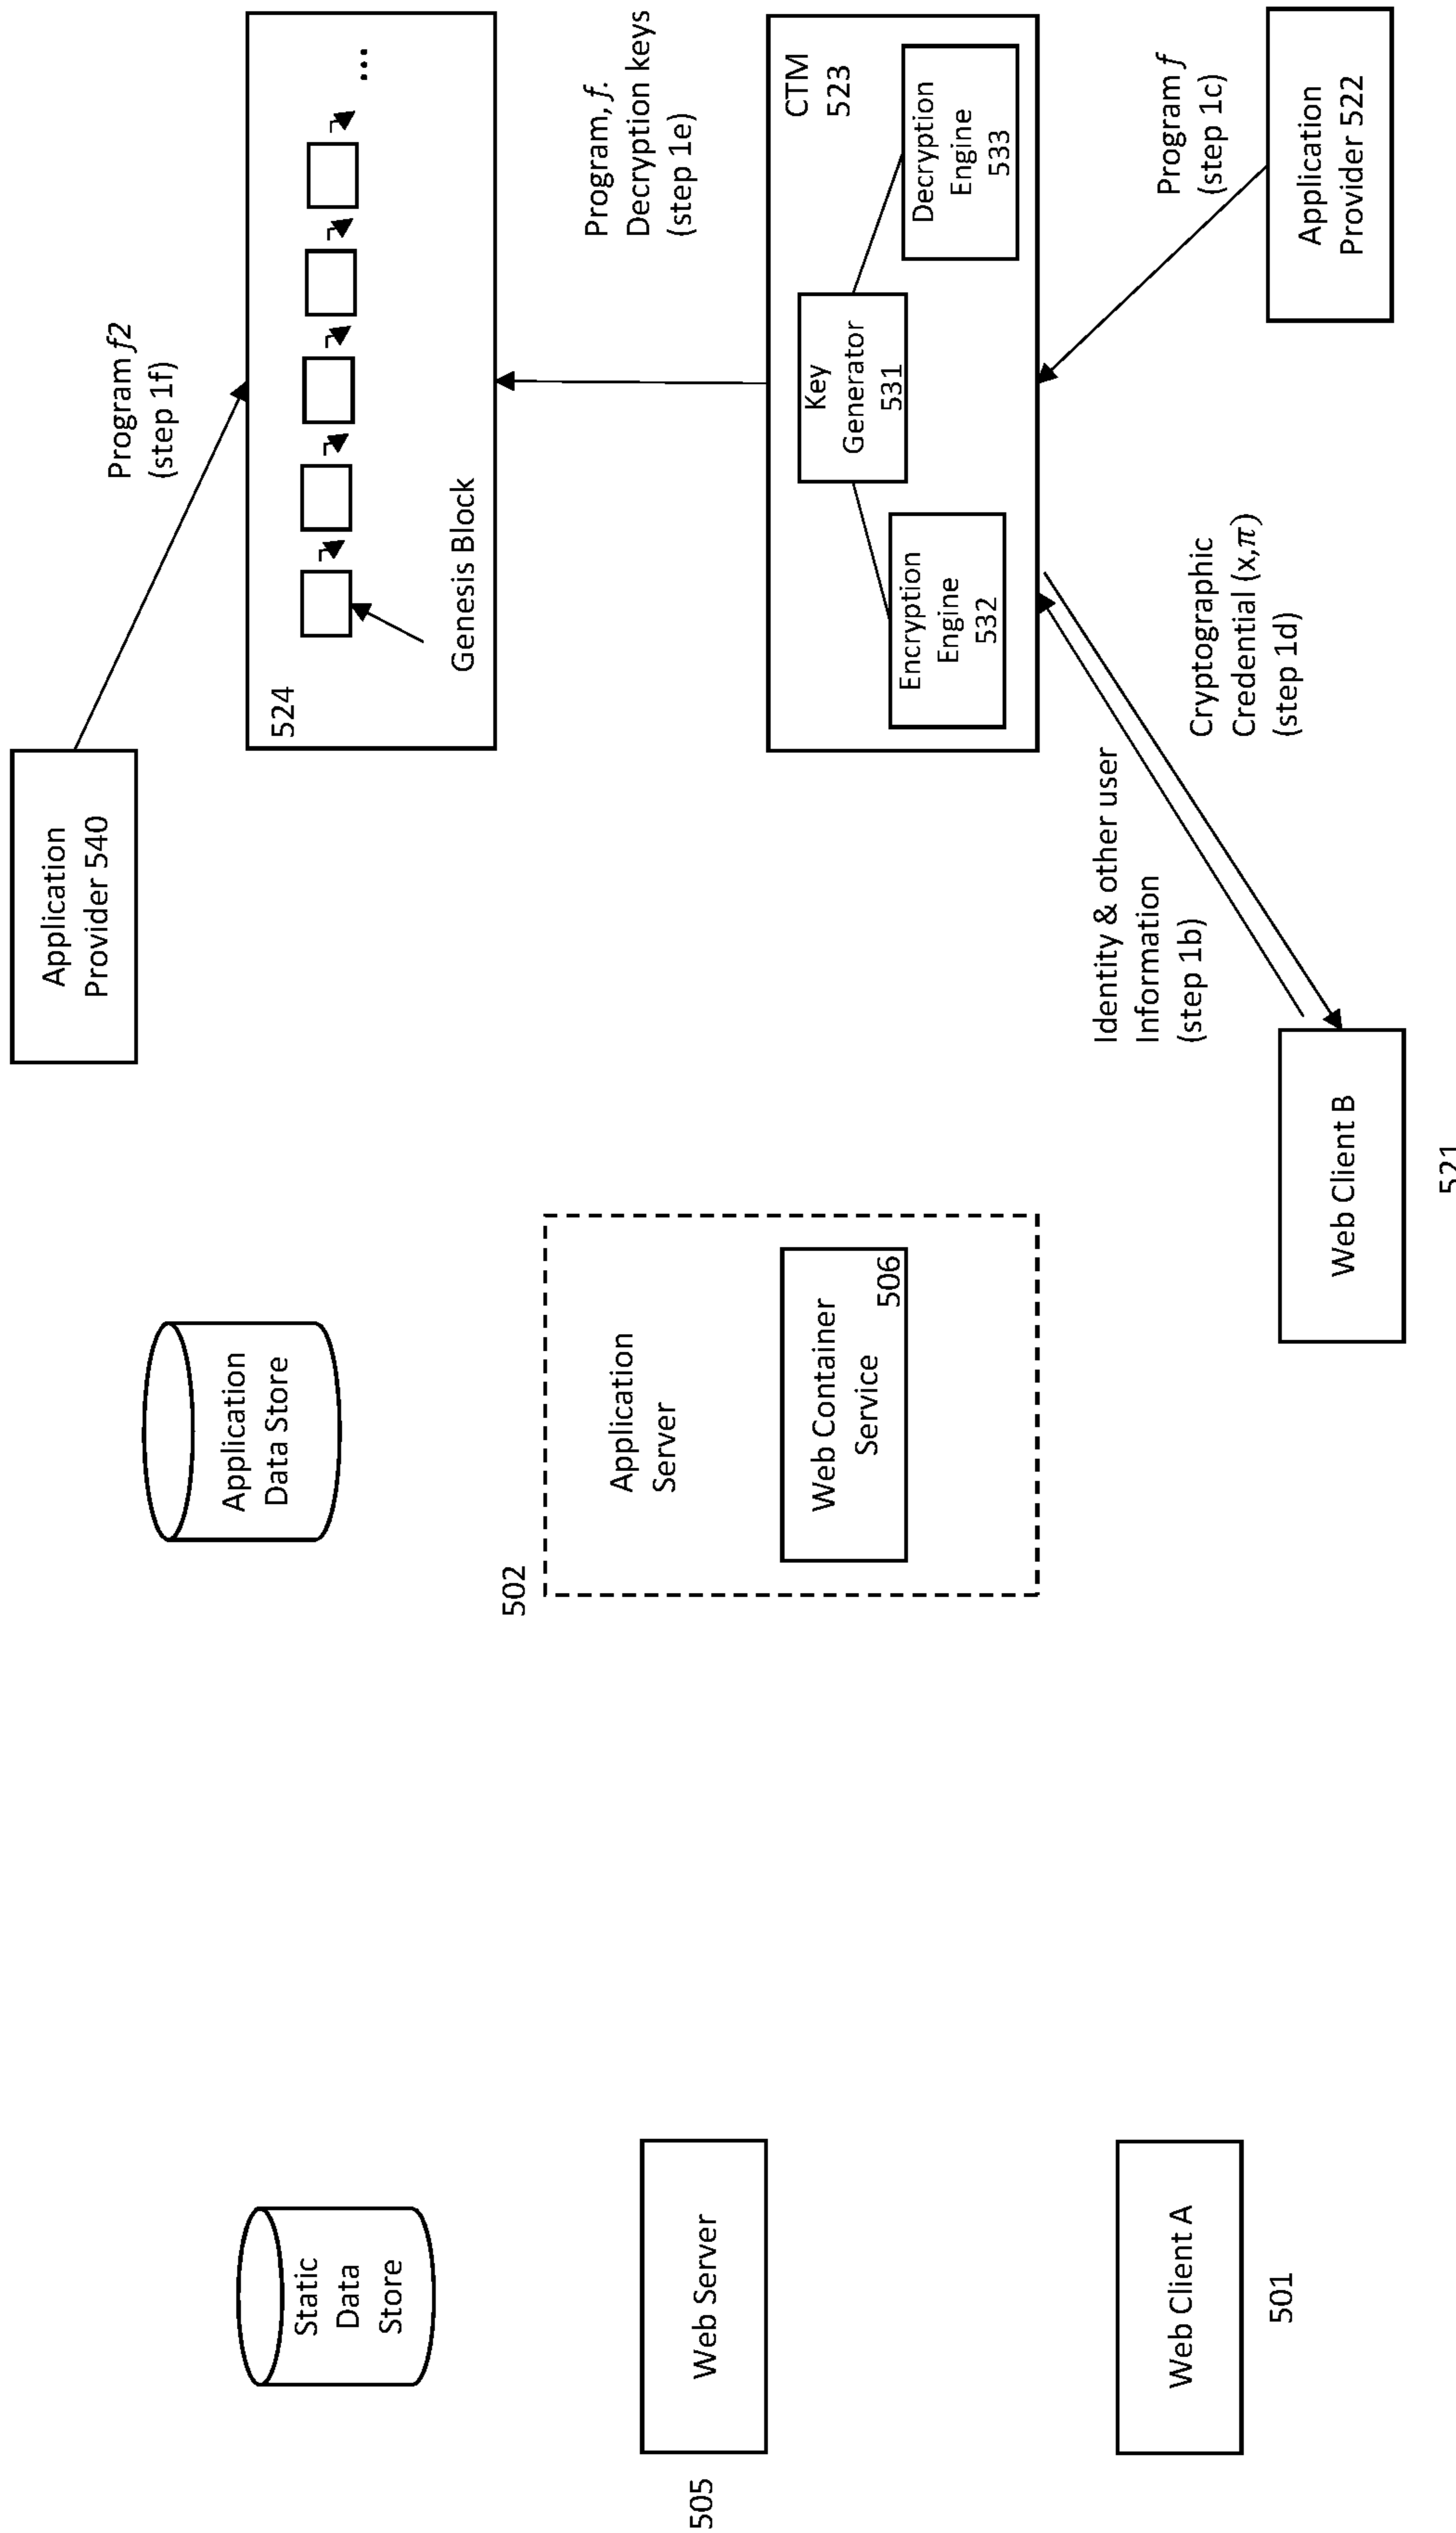 Static
Data
Store
Web Server
505
Web Client A
501
Application
Data Store
502
Application
Server
Web Container
Service
506
Web Client B
521
Application
Provider 540
Program f2
(step 1f)
524
Genesis Block
...
Program, f.
Decryption keys
(step 1e)
CTM
523
Key
Generator
531
Encryption
Engine
532
Decryption
Engine
533
Identity & other user
Information
(step 1b)
Cryptographic
Credential (x,π)
(step 1d)
Program f
(step 1c)
Application
Provider 522